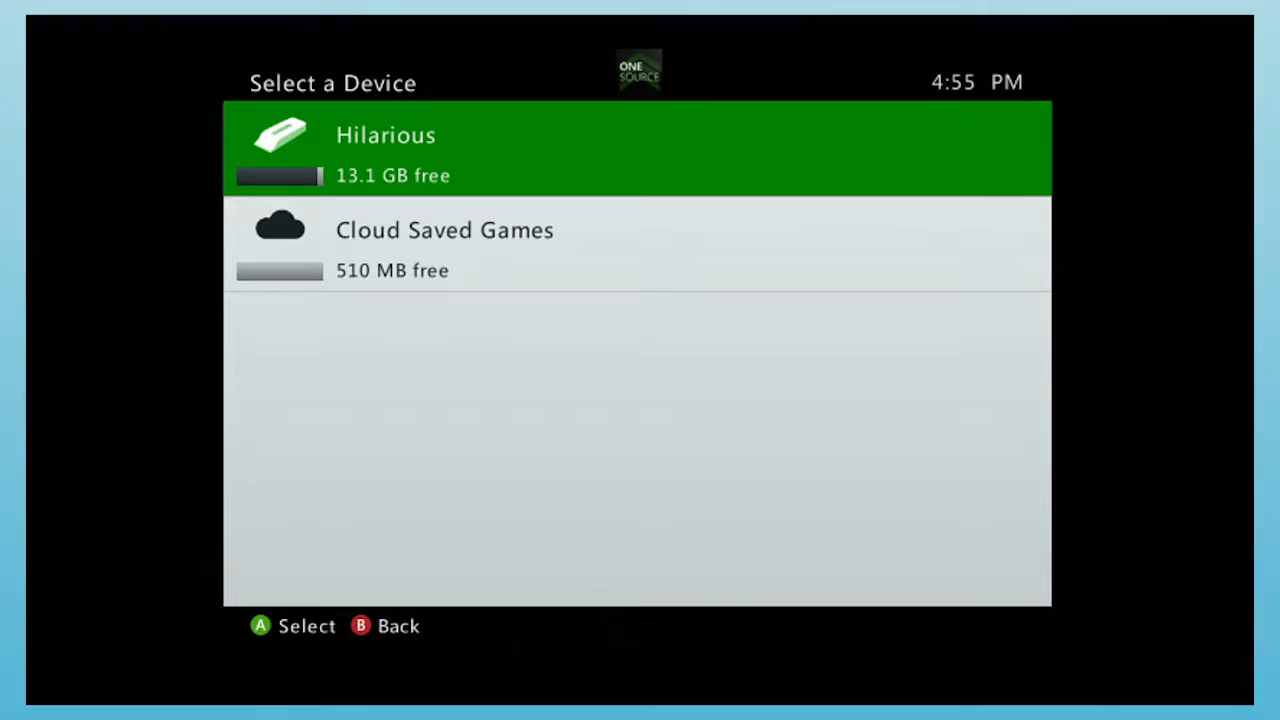 Select a Device
ONE
SOURCE
4:55 PM
Hilarious
13.1 GB free
Cloud Saved Games
510 MB free
A Select B Back